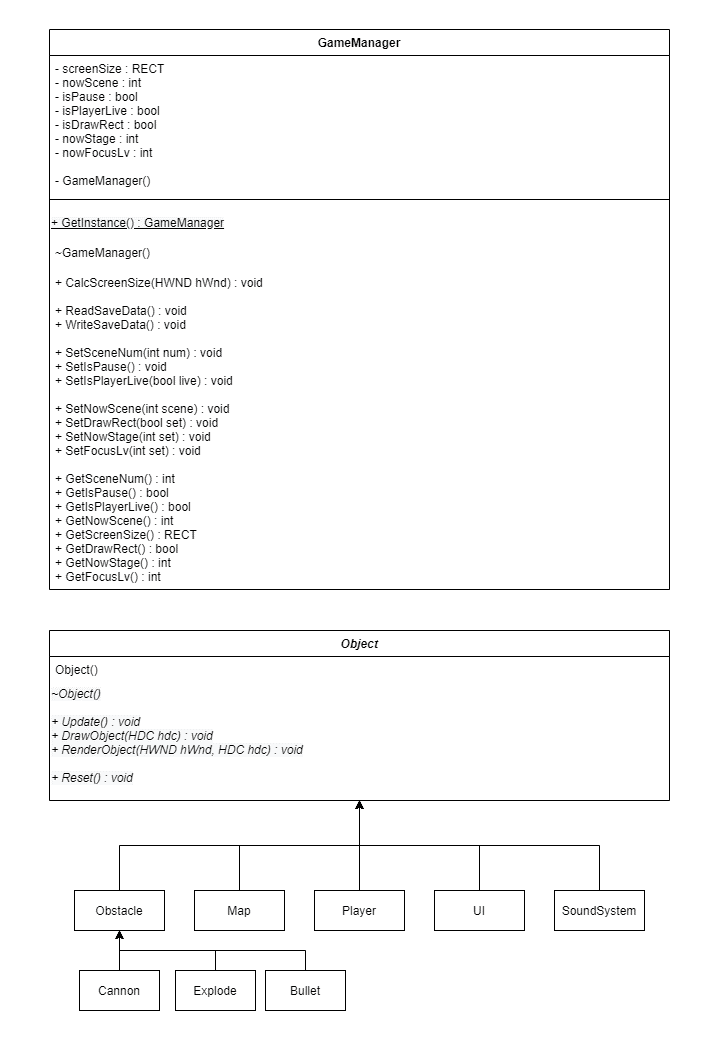 GameManager
- screenSize : RECT
- nowScene : int
- isPause : bool
- isPlayerLive : bool
- isDrawRect : bool
- nowStage : int
- nowFocusLv : int
- GameManager()
+ GetInstance() : GameManager
~GameManager()
+ CalcScreenSize(HWND hWnd) : void
+ ReadSaveData() : void
+ WriteSaveData() : void
+ SetSceneNum(int num) : void
+ SetIsPause() : void
+ SetIsPlayerLive(bool live) : void
+ SetNowScene(int scene) : void
+ SetDrawRect(bool set) : void
+ SetNowStage(int set) : void
+ SetFocusLv(int set) : void
+ GetSceneNum() : int
+ GetIsPause() : bool
+ GetIsPlayerLive() : bool
+ GetNowScene() : int
+ GetScreenSize() : RECT
+ GetDrawRect() : bool
+ GetNowStage() : int
+ GetFocusLv() : int
Object
Object()
~Object()
+ Update() : void
+ DrawObject(HDC hdc) : void
+ RenderObject(HWND hWnd, HDC hdc) : void
+ Reset() : void
Obstacle
Map
Player
UI
SoundSystem
Cannon
Explode
Bullet